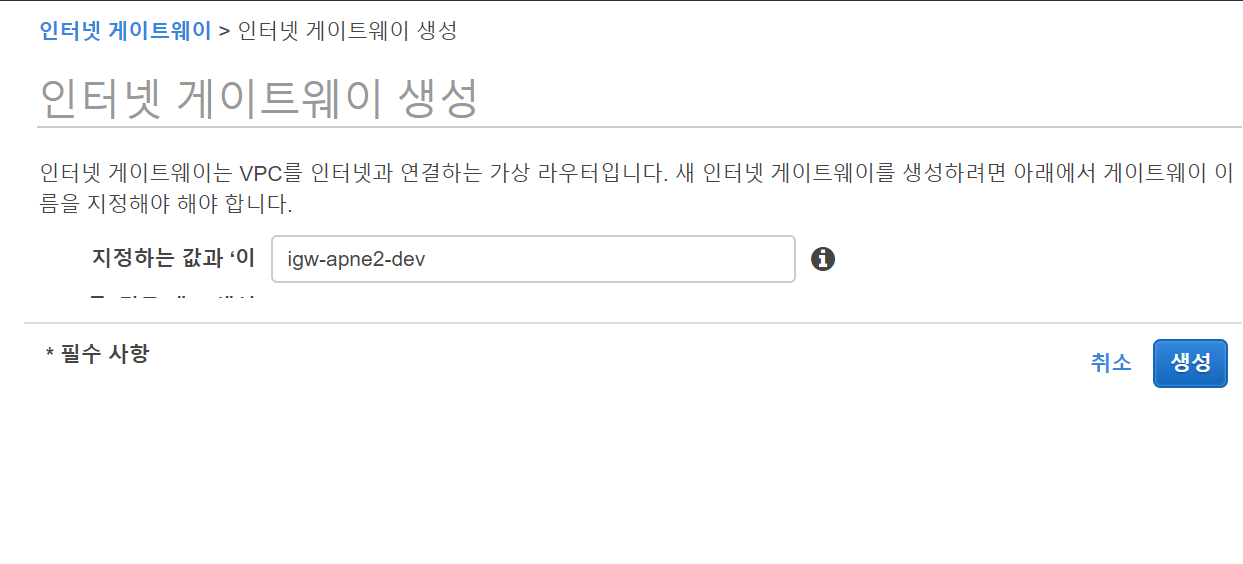 인터넷 게이트웨이 > 인터넷 게이트웨이 생성
인터넷 게이트웨이 생성
인터넷 게이트웨이는 VPC를 인터넷과 연결하는 가상 라우터입니다. 새 인터넷 게이트웨이를 생성하려면 아래에서 게이트웨이 이
름을 지정해야 해야 합니다.
지정하는 값과 ‘이 igw-apne2-dev
* 필수 사항
취소 생성